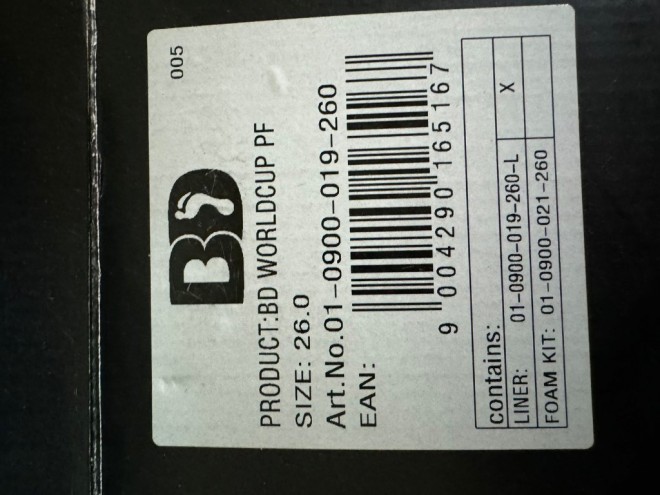 005
BD
PRODUCT:BD WORLDCUP PF
SIZE: 26.0
Art.No.01-0900-019-260
EAN:
9 004290 165167
contains:
LINER: 01-0900-019-260-L X
FOAM KIT: 01-0900-021-260